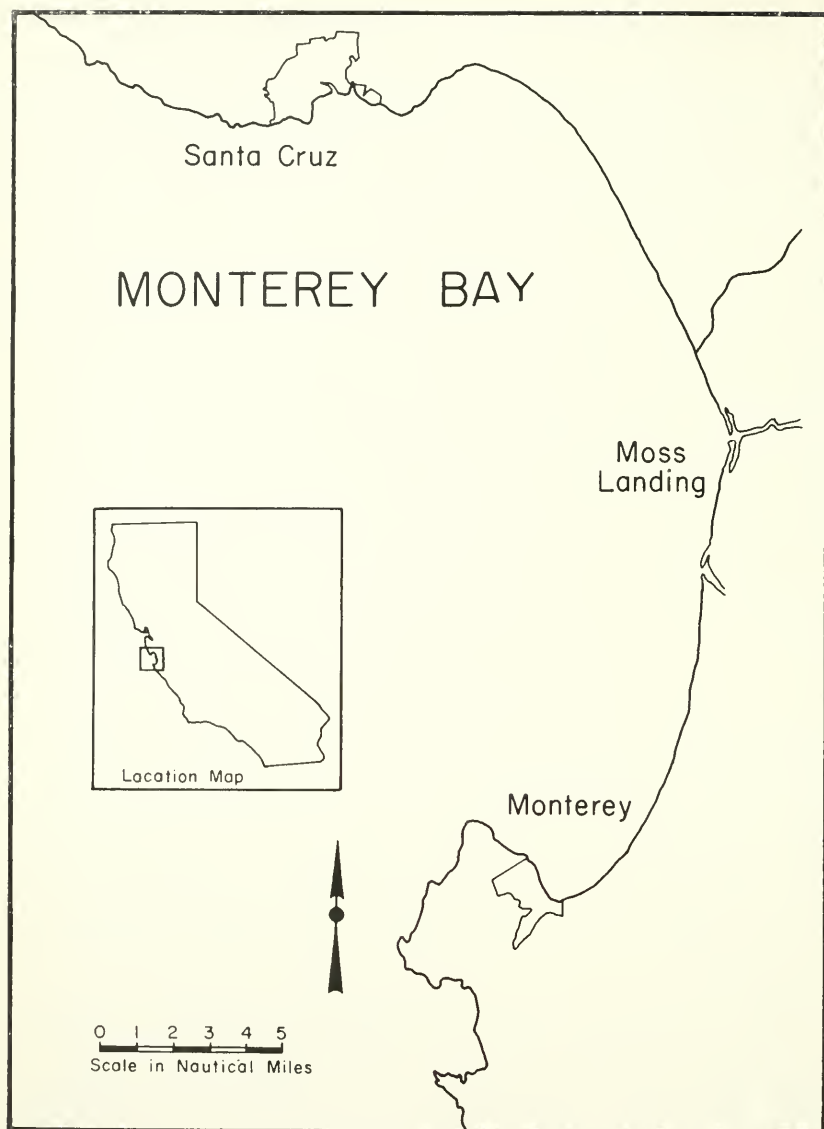 Santa Cruz
MONTEREY BAY
Moss
Landing
Location Map
Monterey
0 1 2 3 4 5
Scale in Nautical Miles